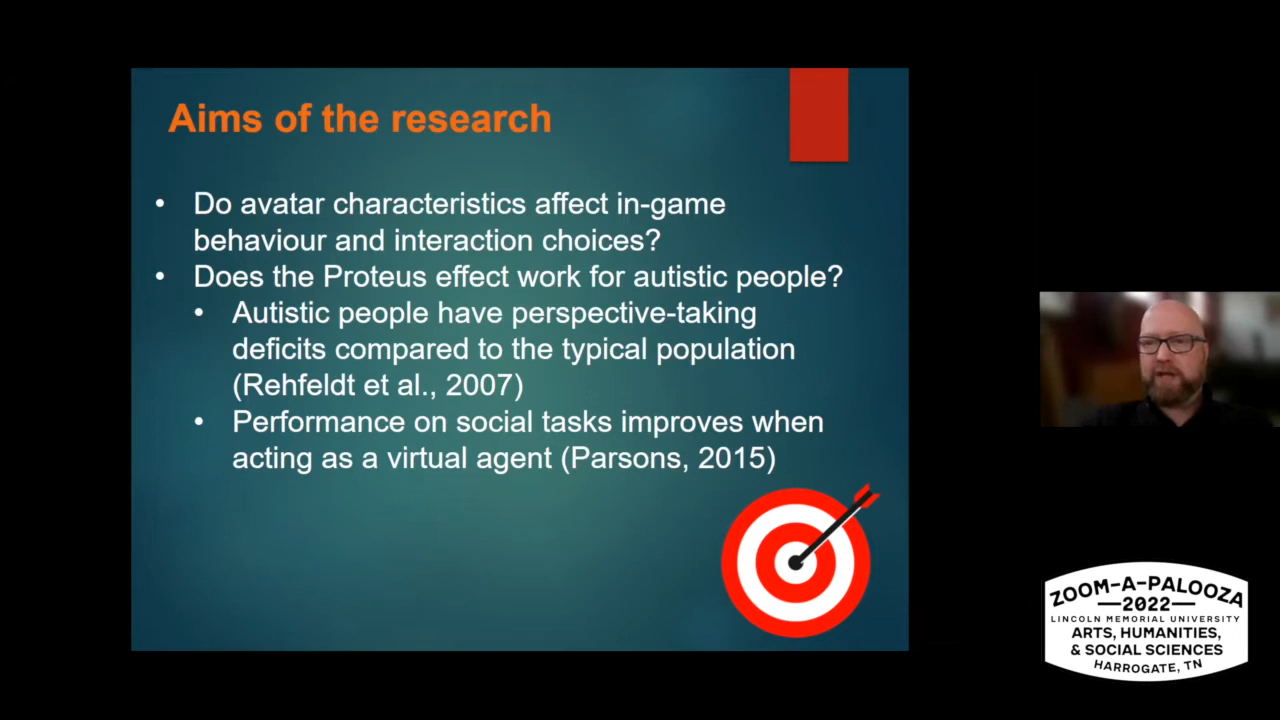 Aims of the research
• Do avatar characteristics affect in-game
behaviour and interaction choices?
• Does the Proteus effect work for autistic people?
• Autistic people have perspective-taking
deficits compared to the typical population
(Rehfeldt et al., 2007)
• Performance on social tasks improves when
acting as a virtual agent (Parsons, 2015)
ZOOM-A-PALOOZA
—2022—
LINCOLN MEMORIAL UNIVERSITY
ARTS, HUMANITIES,
& SOCIAL SCIENCES
HARROGATE, TN